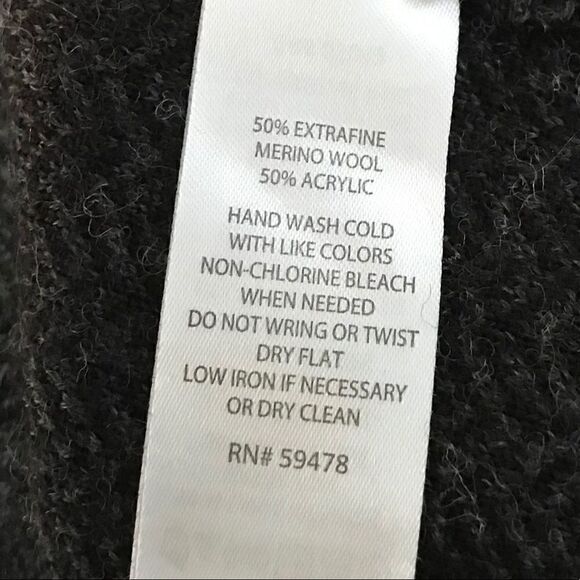 50% EXTRAFINE
MERINO WOOL
50% ACRYLIC
HAND WASH COLD
WITH LIKE COLORS
NON-CHLORINE BLEACH
WHEN NEEDED
DO NOT WRING OR TWIST
DRY FLAT
LOW IRON IF NECESSARY
OR DRY CLEAN
RN# 59478